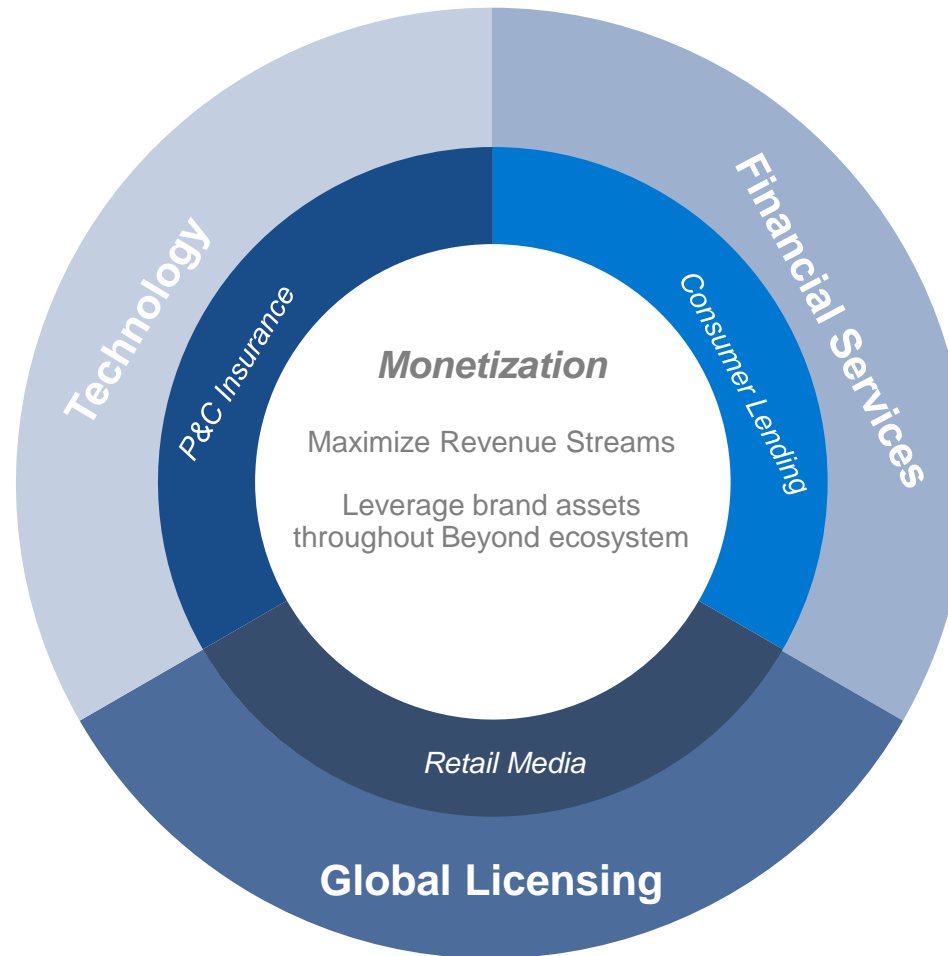 Technology
Financial Services
P&C Insurance
Consumer Lending
Monetization
Maximize Revenue Streams
Leverage brand assets
throughout Beyond ecosystem
Retail Media
Global Licensing